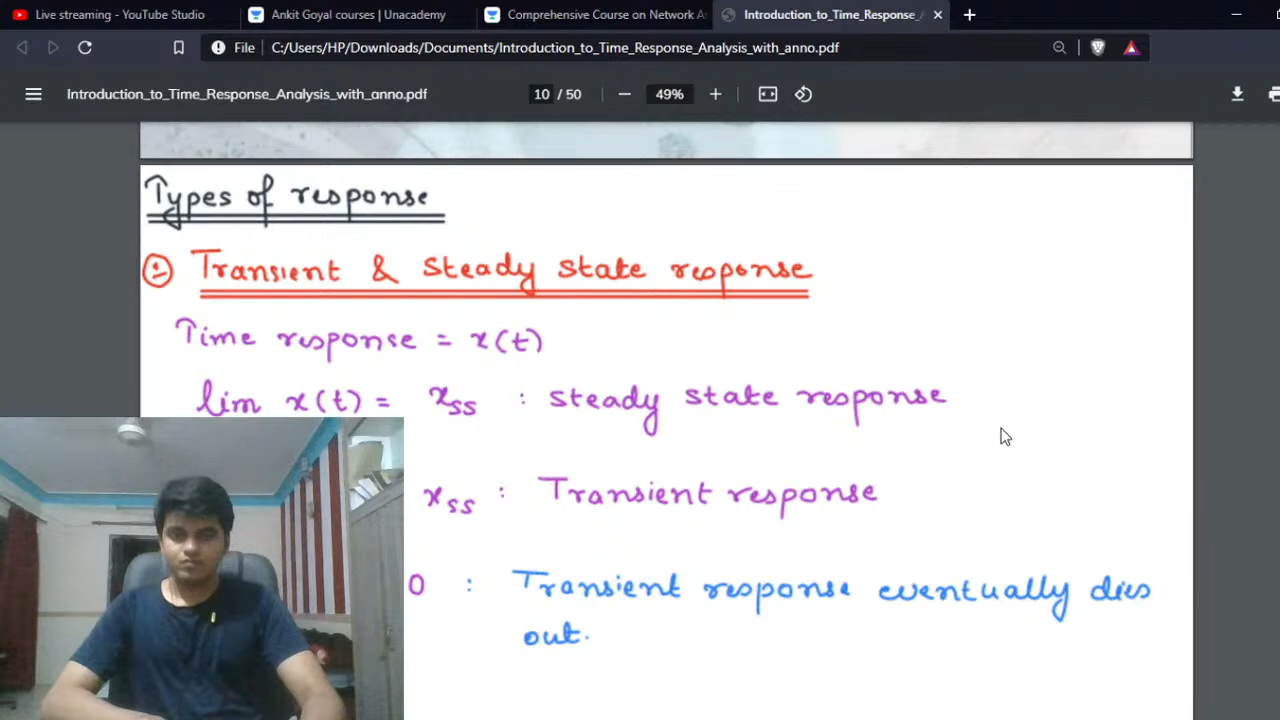 Live streaming - YouTube Studio
Ankit Goyal courses | Unacademy
Comprehensive Course on Network A
Introduction_to_Time_Response_
File C:/Users/HP/Downloads/Documents/Introduction_to_Time_Response_Analysis_with_anno.pdf
Introduction_to_Time_Response_Analysis_with_anno.pdf 10 / 50 49%
Types of response
① Transient & steady state response
Time response = x(t)
lim x(t) = xss : steady state response
xss : Transient response
0 : Transient response eventually dies
out.